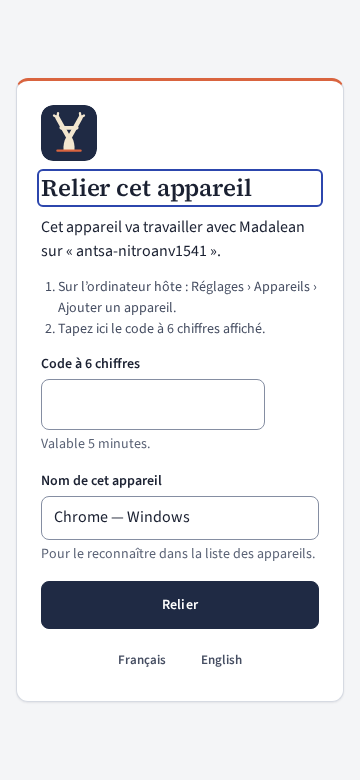 Relier cet appareil
Cet appareil va travailler avec Madalean
sur « antsa-nitroanv1541 ».
1. Sur l’ordinateur hôte : Réglages › Appareils ›
Ajouter un appareil.
2. Tapez ici le code à 6 chiffres affiché.
Code à 6 chiffres
Valable 5 minutes.
Nom de cet appareil
Chrome — Windows
Pour le reconnaître dans la liste des appareils.
Relier
Français English